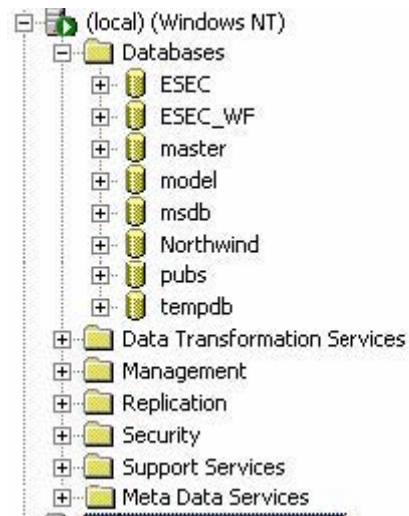 (local) (Windows NT)
Databases
ESEC
ESEC_WF
master
model
msdb
Northwind
pubs
tempdb
Data Transformation Services
Management
Replication
Security
Support Services
Meta Data Services